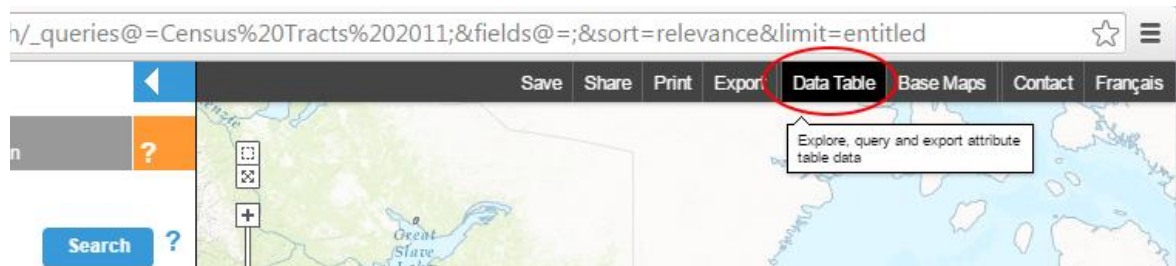 n/_queries@=Census%20Tracts%202011;&fields@=;&sort=relevance&limit=entitled
Save Share Print Export Data Table Base Maps Contact Français
n ?
Explore, query and export attribute
table data
Search ?
Great
Slave